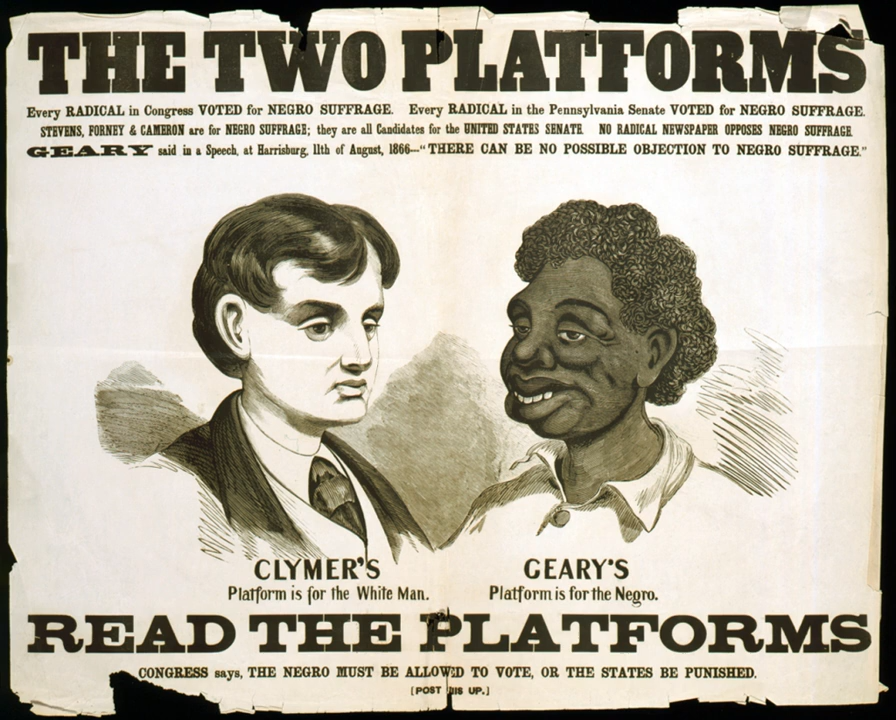 THE TWO PLATFORMS
Every RADICAL in Congress VOTED for NEGRO SUFFRAGE. Every RADICAL in the Pennsylvania Senate VOTED for NEGRO SUFFRAGE.
STEVENS, FORNEY & CAMERON are for NEGRO SUFFRAGE; they are all Candidates for the UNITED STATES SENATE. NO RADICAL NEWSPAPER OPPOSES NEGRO SUFFRAGE.
GEARY said in a Speech, at Harrisburg, 11th of August, 1866—"THERE CAN BE NO POSSIBLE OBJECTION TO NEGRO SUFFRAGE."
CLYMER'S
Platform is for the White Man.
GEARY'S
Platform is for the Negro.
READ THE PLATFORMS
CONGRESS says, THE NEGRO MUST BE ALLOWED TO VOTE, OR THE STATES BE PUNISHED.
[POST UP.]